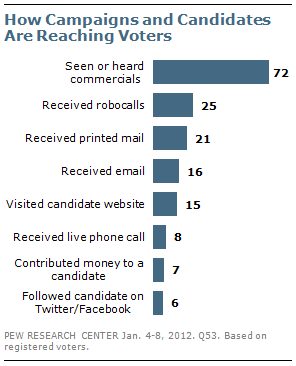 How Campaigns and Candidates
Are Reaching Voters
Seen or heard
commercials
72
Received robocalls
25
Received printed mail
21
Received email
16
Visited candidate website
15
Received live phone call
8
Contributed money to a
candidate
7
Followed candidate on
Twitter/Facebook
6
PEW RESEARCH CENTER Jan. 4-8, 2012. Q53. Based on
registered voters.